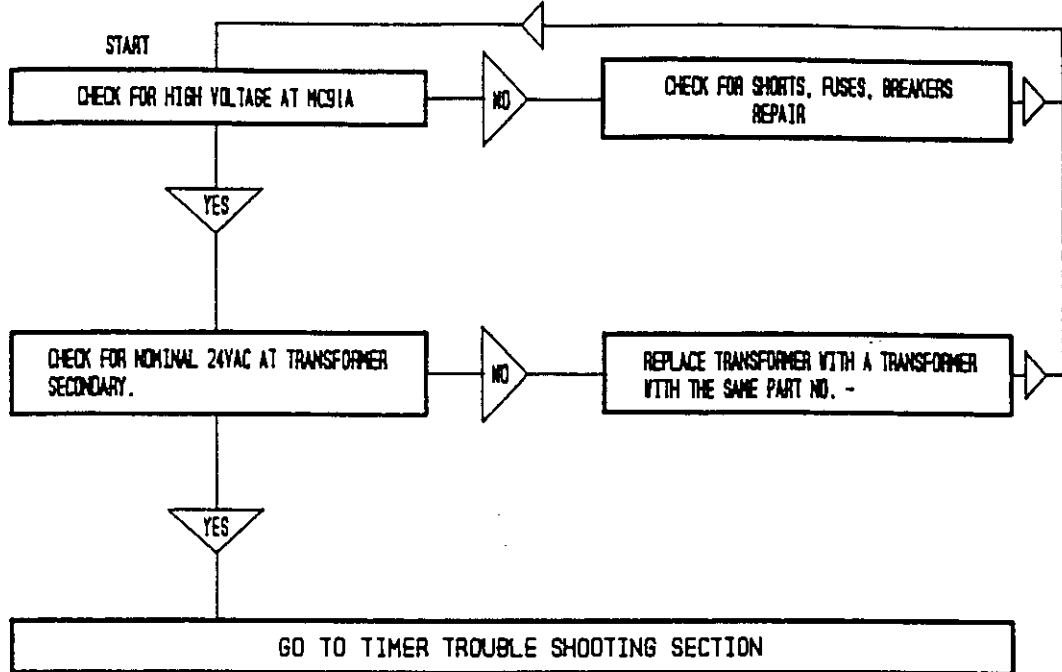 START
CHECK FOR HIGH VOLTAGE AT MC91A
NO
CHECK FOR SHORTS, FUSES, BREAKERS
REPAIR
YES
CHECK FOR NOMINAL 24VAC AT TRANSFORMER
SECONDARY.
NO
REPLACE TRANSFORMER WITH A TRANSFORMER
WITH THE SAME PART NO. -
YES
GO TO TIMER TROUBLE SHOOTING SECTION